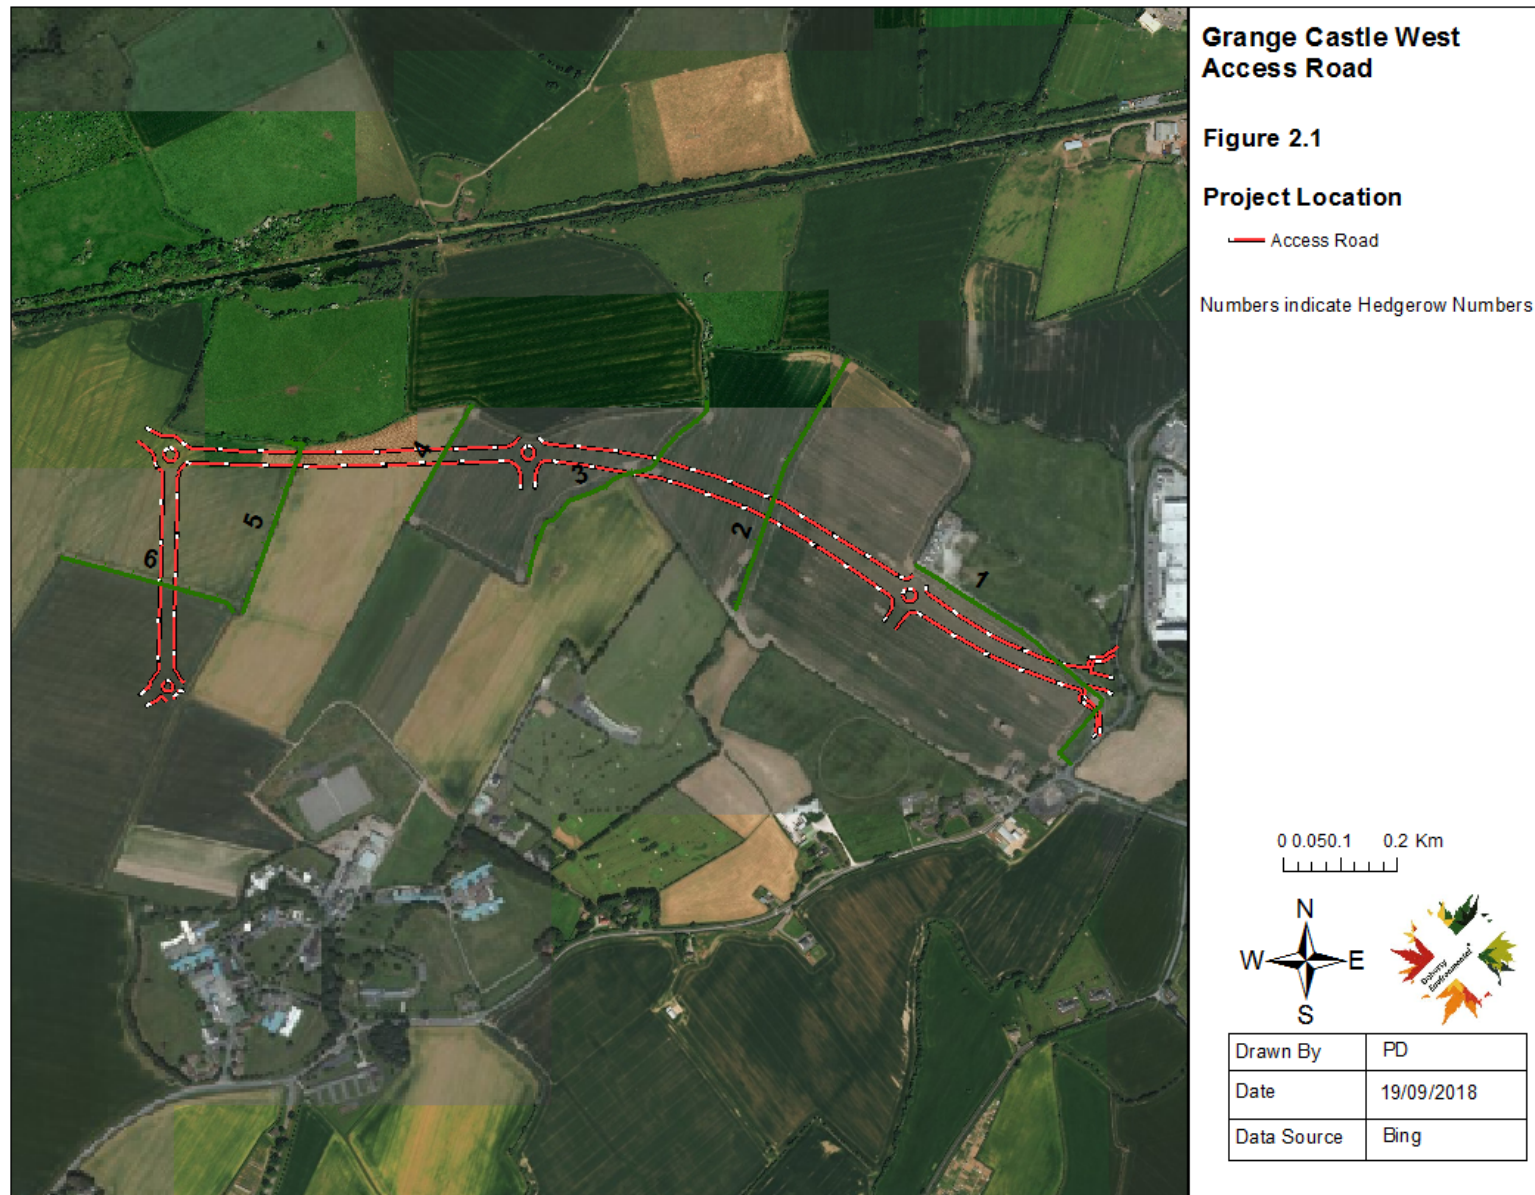 Grange Castle West
Access Road
Figure 2.1
Project Location
Access Road
Numbers indicate Hedgerow Numbers
1
2
3
4
5
6
0 0.050.1 0.2 Km
N
W E
S
Doherty
Environmental
Drawn By PD
Date 19/09/2018
Data Source Bing